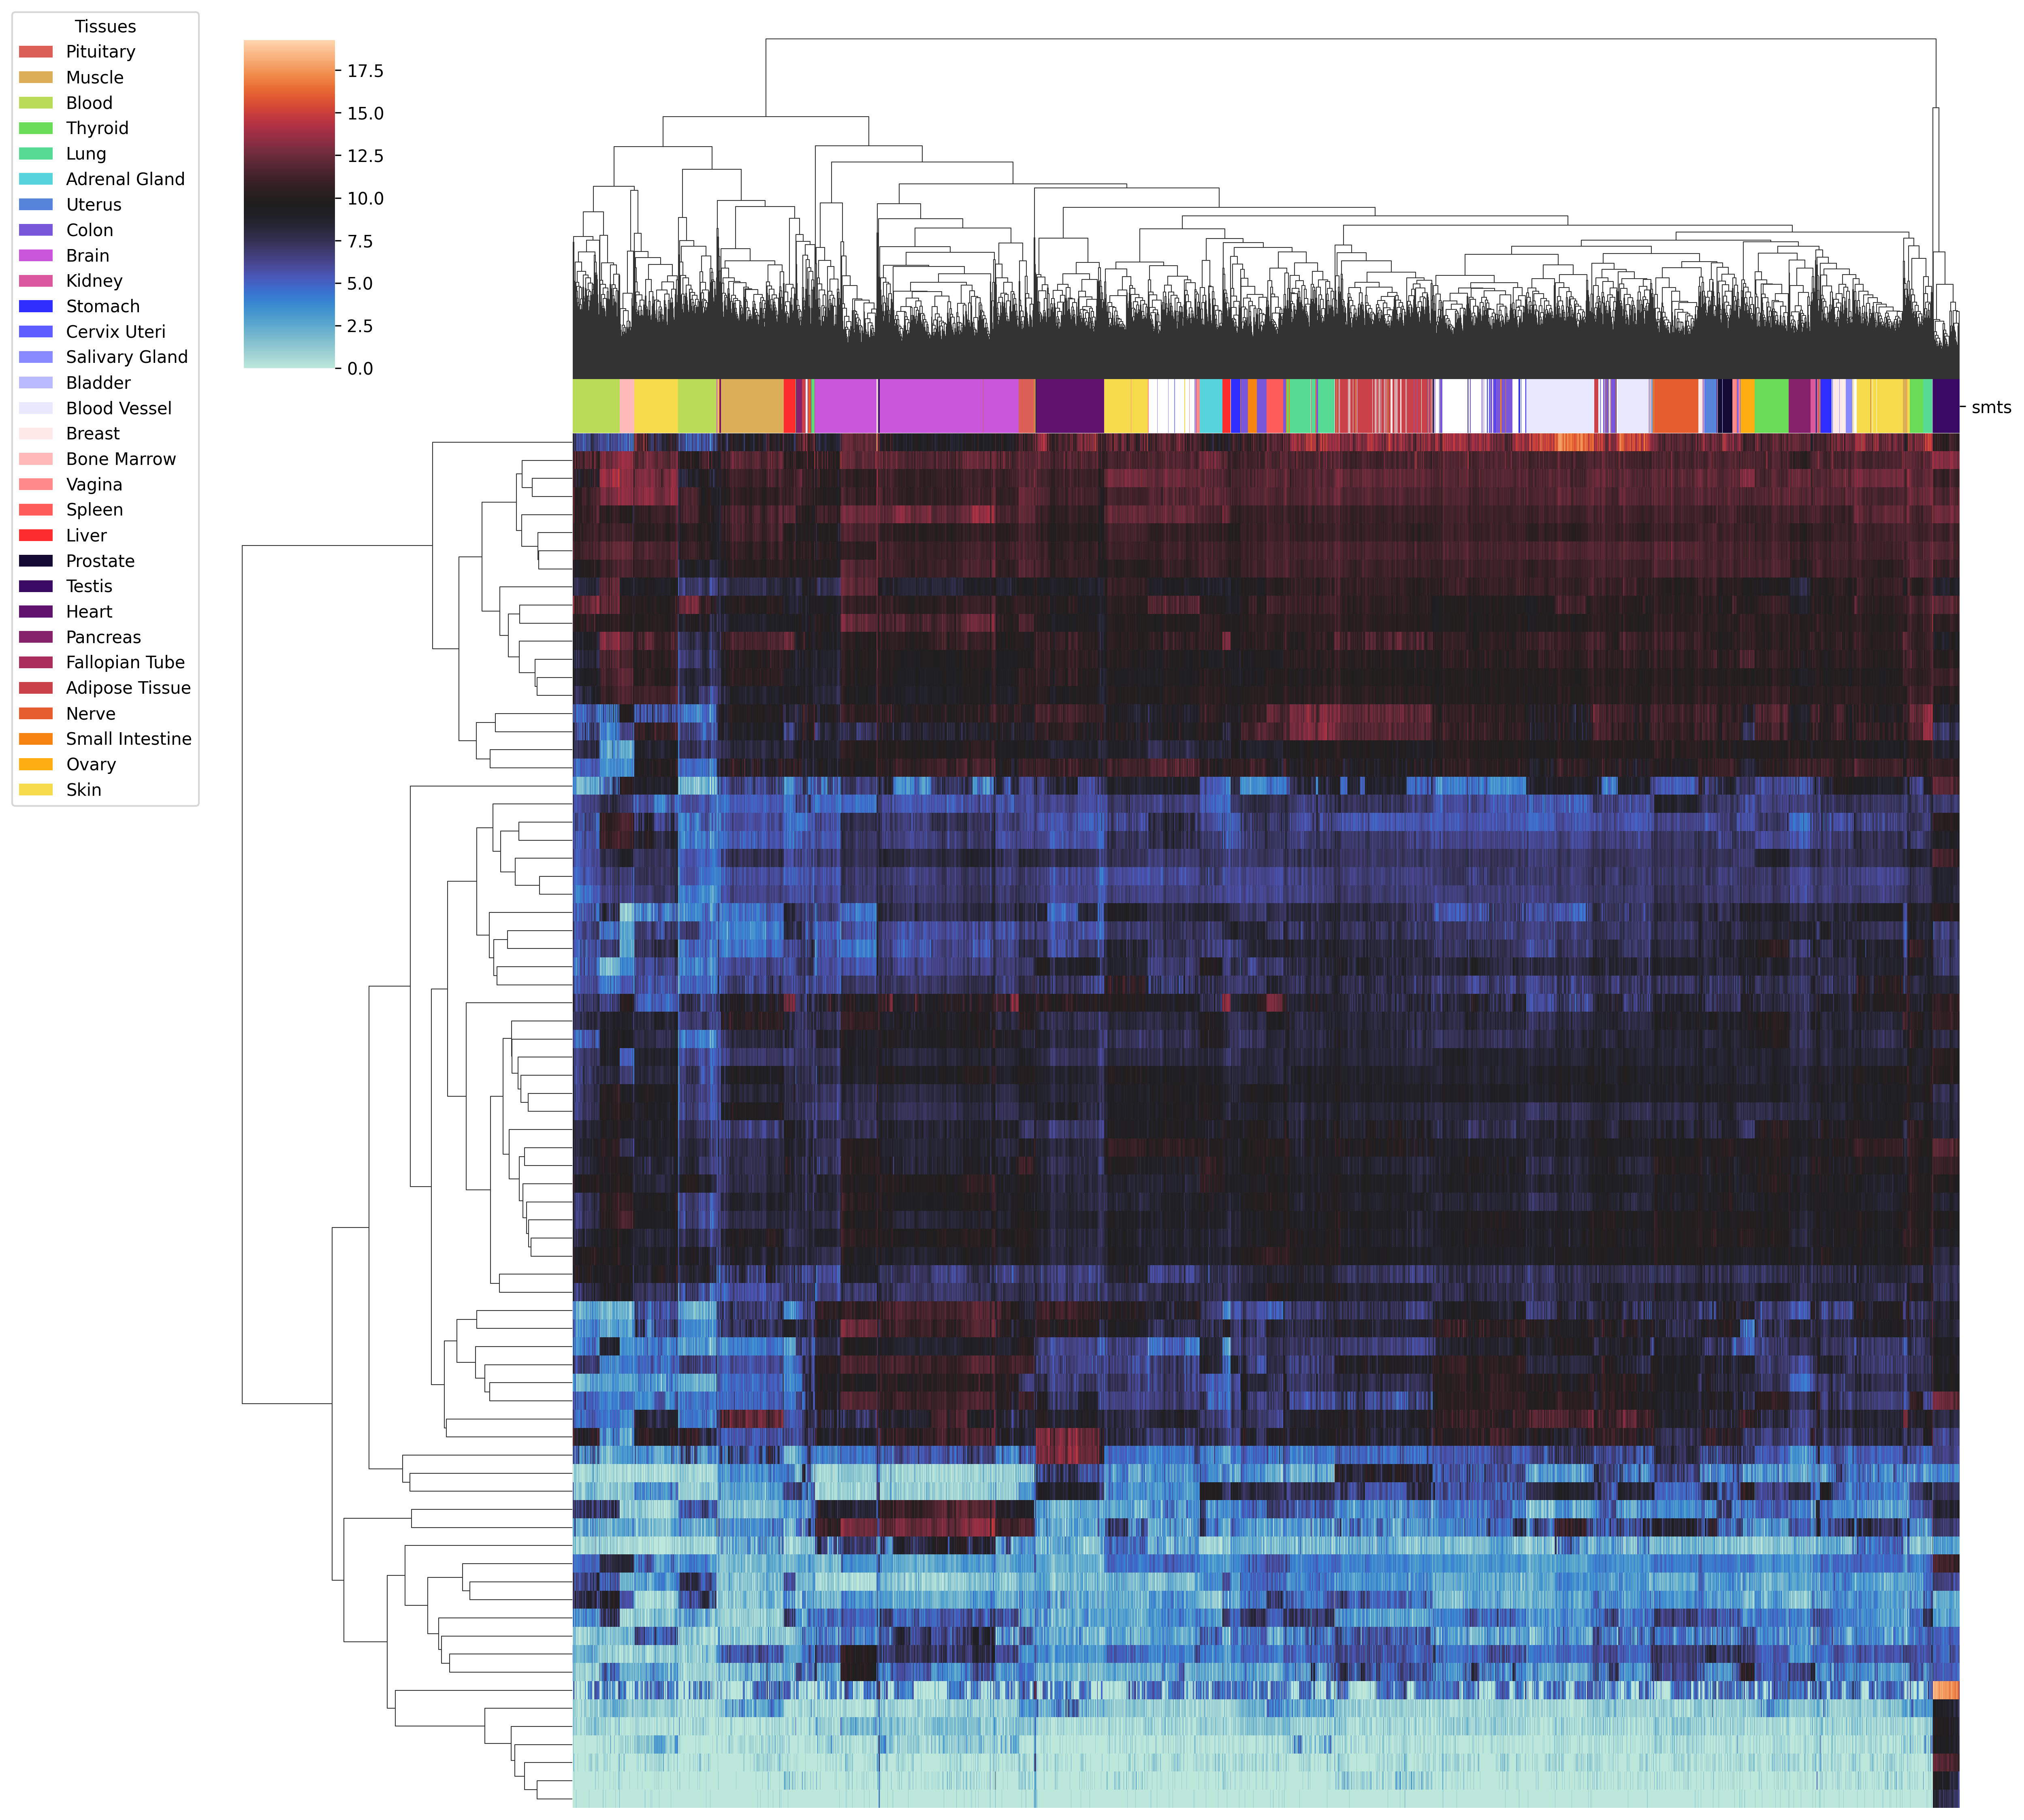 Tissues
Pituitary
Muscle
Blood
Thyroid
Lung
Adrenal Gland
Uterus
Colon
Brain
Kidney
Stomach
Cervix Uteri
Salivary Gland
Bladder
Blood Vessel
Breast
Bone Marrow
Vagina
Spleen
Liver
Prostate
Testis
Heart
Pancreas
Fallopian Tube
Adipose Tissue
Nerve
Small Intestine
Ovary
Skin
17.5
15.0
12.5
10.0
7.5
5.0
2.5
0.0
smts